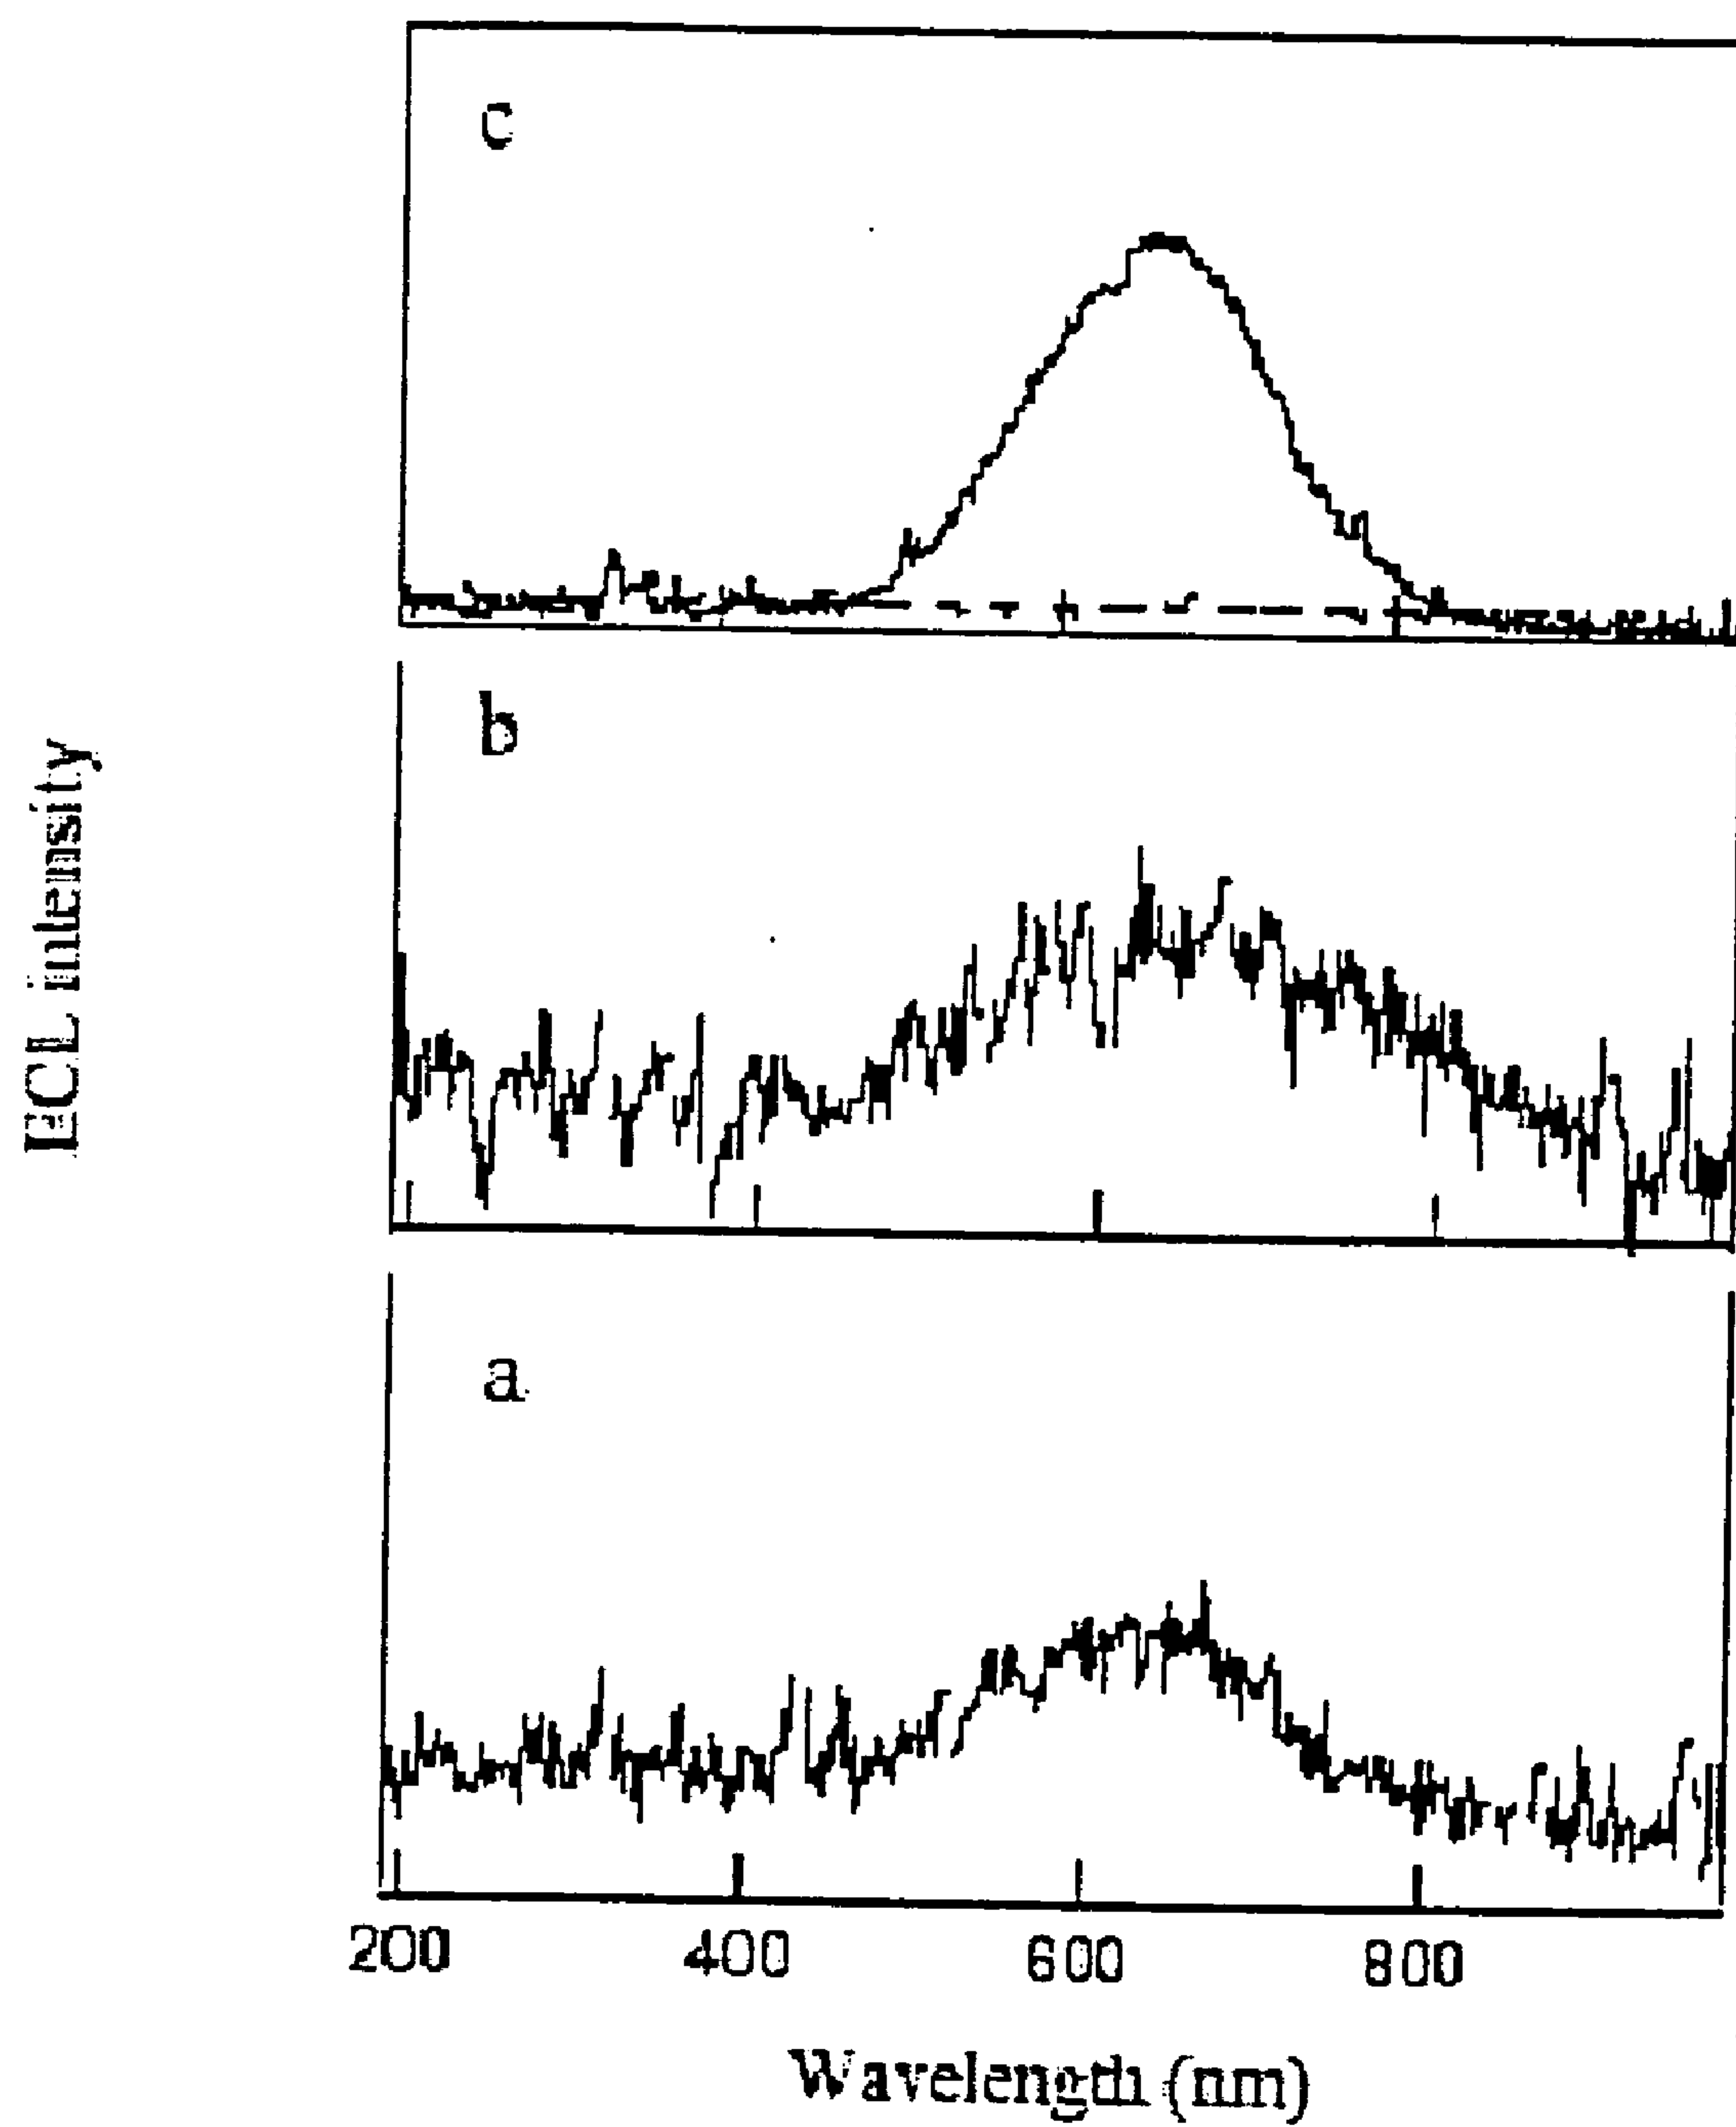 c
b
ECL intensity
a
200 400 600 800
Wavelength (nm)